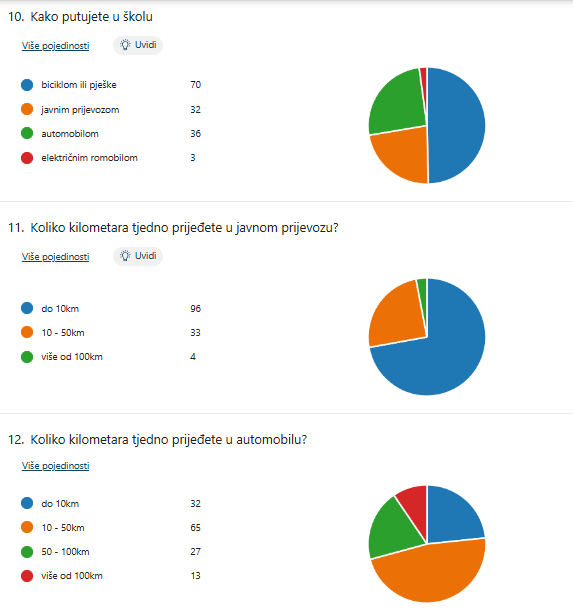 10. Kako putujete u školu
Više pojedinosti Uvidi
biciklom ili pješke 70
javnim prijevozom 32
automobilom 36
električnim romobilom 3
11. Koliko kilometara tjedno prijeđete u javnom prijevozu?
Više pojedinosti Uvidi
do 10km 96
10 - 50km 33
više od 100km 4
12. Koliko kilometara tjedno prijeđete u automobilu?
Više pojedinosti
do 10km 32
10 - 50km 65
50 - 100km 27
više od 100km 13